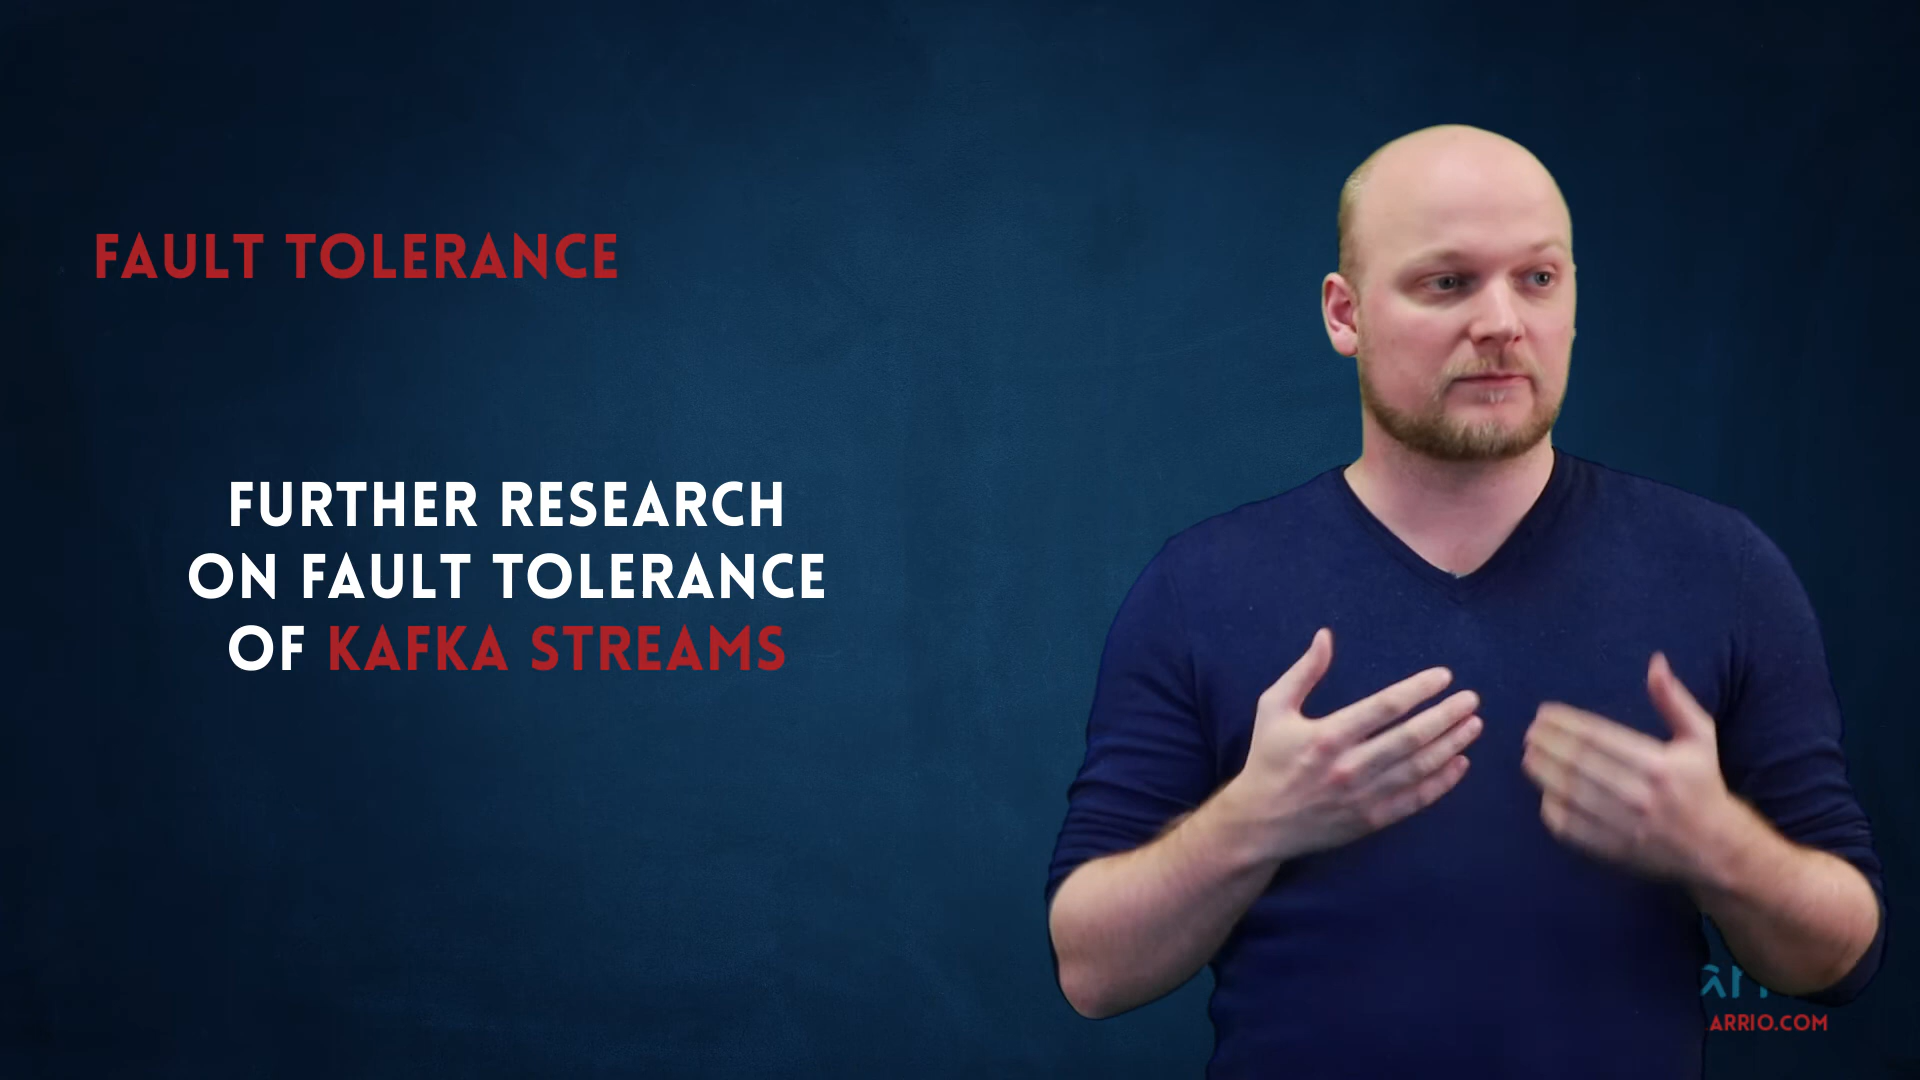 FAULT TOLERANCE
FURTHER RESEARCH
ON FAULT TOLERANCE
OF KAFKA STREAMS
ARRIO.COM